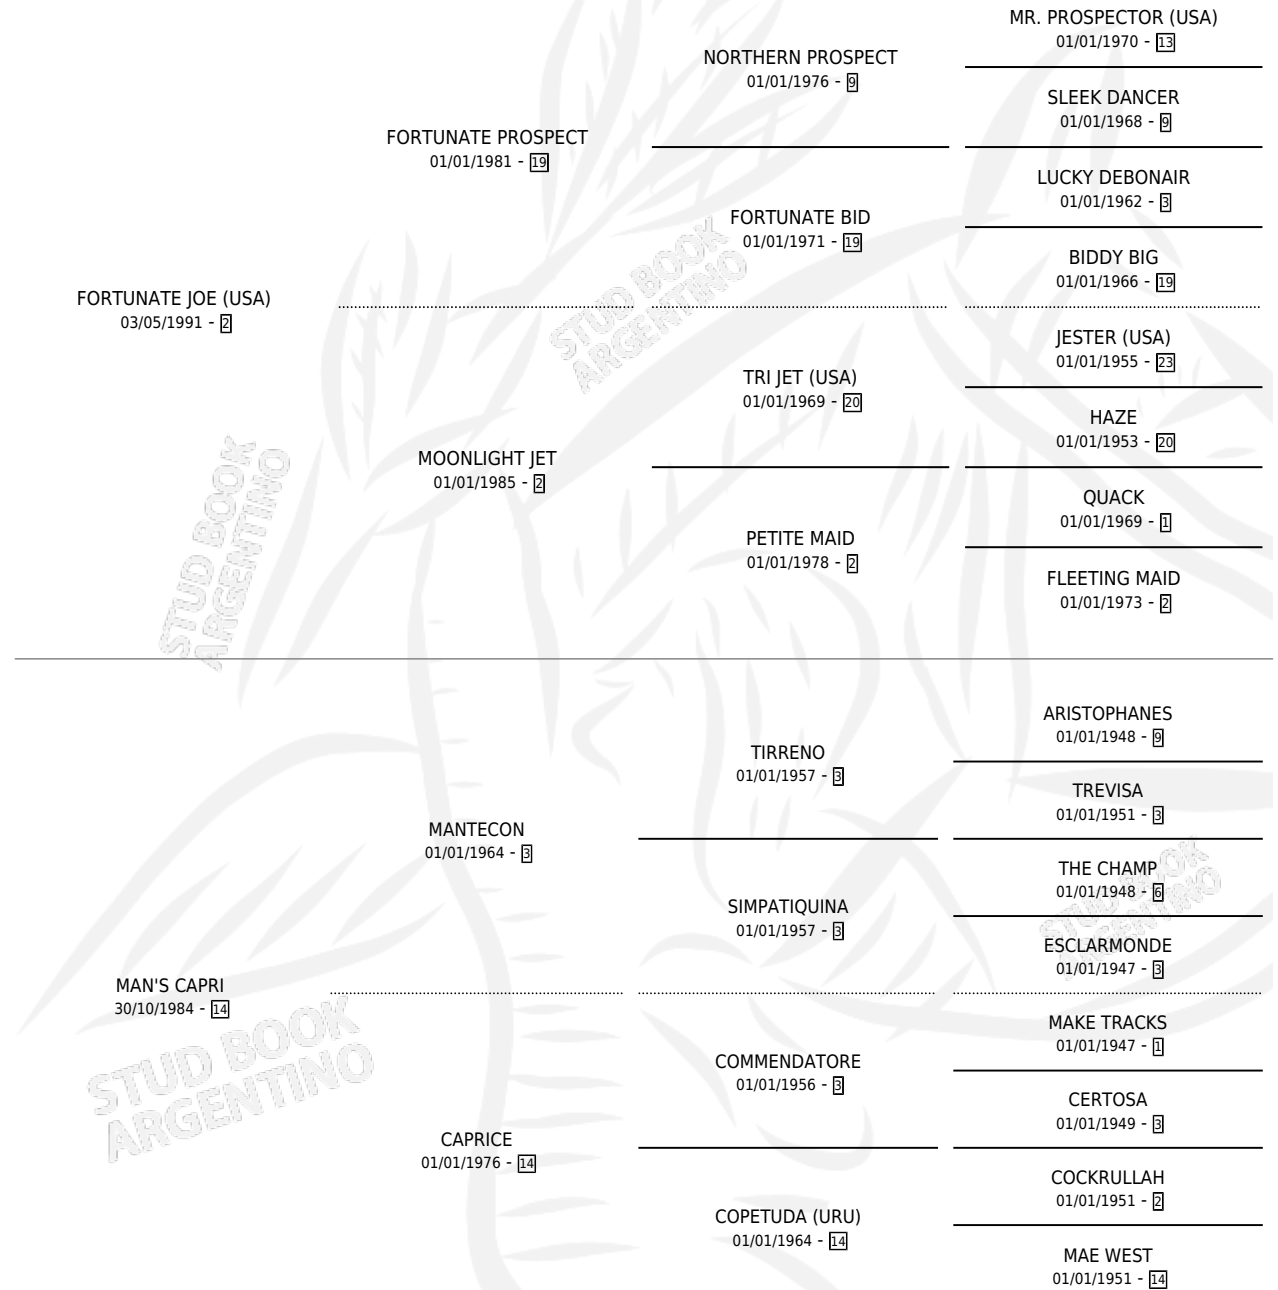 FORTUNATE JOE (USA)
03/05/1991 - 2
FORTUNATE PROSPECT
01/01/1981 - 19
MOONLIGHT JET
01/01/1985 - 2
NORTHERN PROSPECT
01/01/1976 - 9
FORTUNATE BID
01/01/1971 - 19
TRI JET (USA)
01/01/1969 - 20
PETITE MAID
01/01/1978 - 2
MR. PROSPECTOR (USA)
01/01/1970 - 13
SLEEK DANCER
01/01/1968 - 9
LUCKY DEBONAIR
01/01/1962 - 3
BIDDY BIG
01/01/1966 - 19
JESTER (USA)
01/01/1955 - 23
HAZE
01/01/1953 - 20
QUACK
01/01/1969 - 1
FLEETING MAID
01/01/1973 - 2
STUD BOOK
ARGENTINO
STUD BOOK
ARGENTINO
MAN'S CAPRI
30/10/1984 - 14
MANTECON
01/01/1964 - 3
CAPRICE
01/01/1976 - 14
TIRRENO
01/01/1957 - 3
SIMPATIQUINA
01/01/1957 - 3
COMMENDATORE
01/01/1956 - 3
COPETUDA (URU)
01/01/1964 - 14
ARISTOPHANES
01/01/1948 - 9
TREVISA
01/01/1951 - 3
THE CHAMP
01/01/1948 - 6
ESCLARMONDE
01/01/1947 - 3
MAKE TRACKS
01/01/1947 - 1
CERTOSA
01/01/1949 - 3
COCKRULLAH
01/01/1951 - 2
MAE WEST
01/01/1951 - 14
STUD BOOK
ARGENTINO
STUD BOOK
ARGENTINO